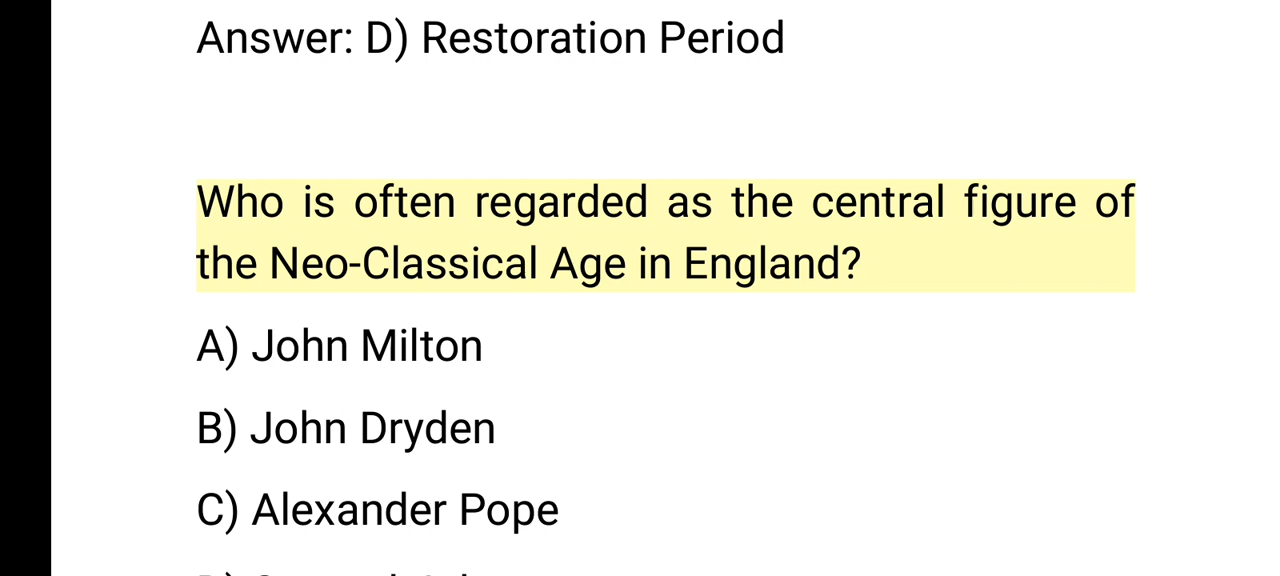 Answer: D) Restoration Period
Who is often regarded as the central figure of
the Neo-Classical Age in England?
A) John Milton
B) John Dryden
C) Alexander Pope